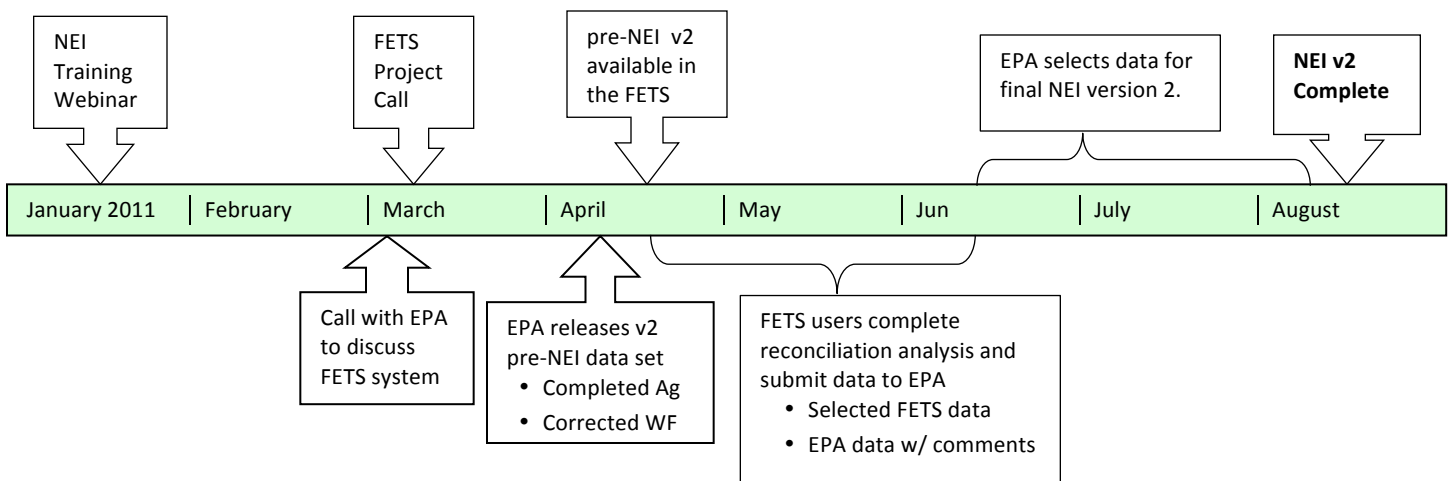 NEI
Training
Webinar
FETS
Project
Call
pre-NEI v2
available in
the FETS
EPA selects data for
final NEI version 2.
NEI v2
Complete
January 2011
February
March
April
May
Jun
July
August
Call with EPA
to discuss
FETS system
EPA releases v2
pre-NEI data set
• Completed Ag
• Corrected WF
FETS users complete
reconciliation analysis and
submit data to EPA
• Selected FETS data
• EPA data w/ comments